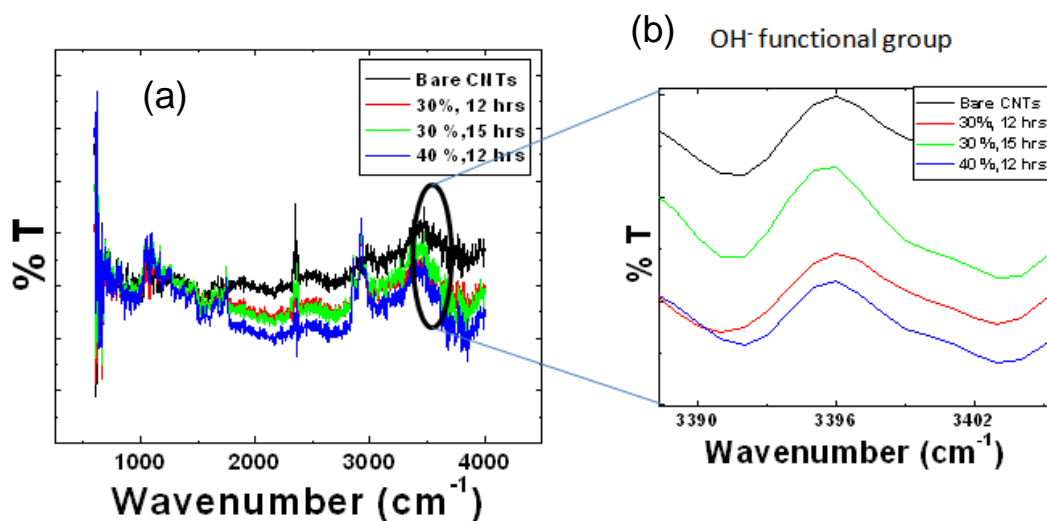 (a)
Bare CNTs
30%, 12 hrs
30 %,15 hrs
40 %,12 hrs
% T
1000 2000 3000 4000
Wavenumber (cm-1)
(b) OH- functional group
Bare CNTs
30%, 12 hrs
30 %,15 hrs
40 %,12 hrs
% T
3390 3396 3402
Wavenumber (cm-1)